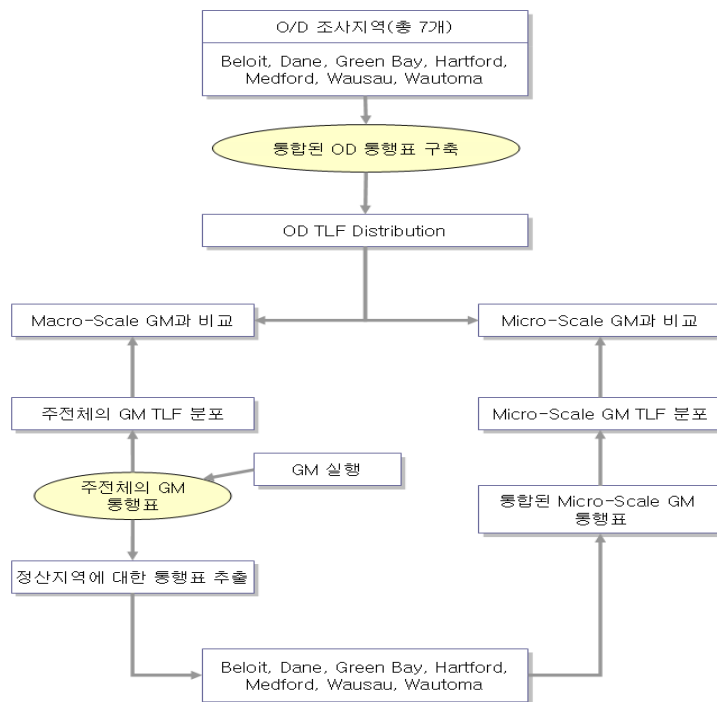 O/D 조사지역(총 7개)
Beloit, Dane, Green Bay, Hartford,
Medford, Wausau, Wautoma
통합된 OD 통행표 구축
OD TLF Distribution
Macro-Scale GM과 비교
Micro-Scale GM과 비교
주전체의 GM TLF 분포
Micro-Scale GM TLF 분포
GM 실행
주전체의 GM
통행표
통합된 Micro-Scale GM
통행표
정산지역에 대한 통행표 추출
Beloit, Dane, Green Bay, Hartford,
Medford, Wausau, Wautoma